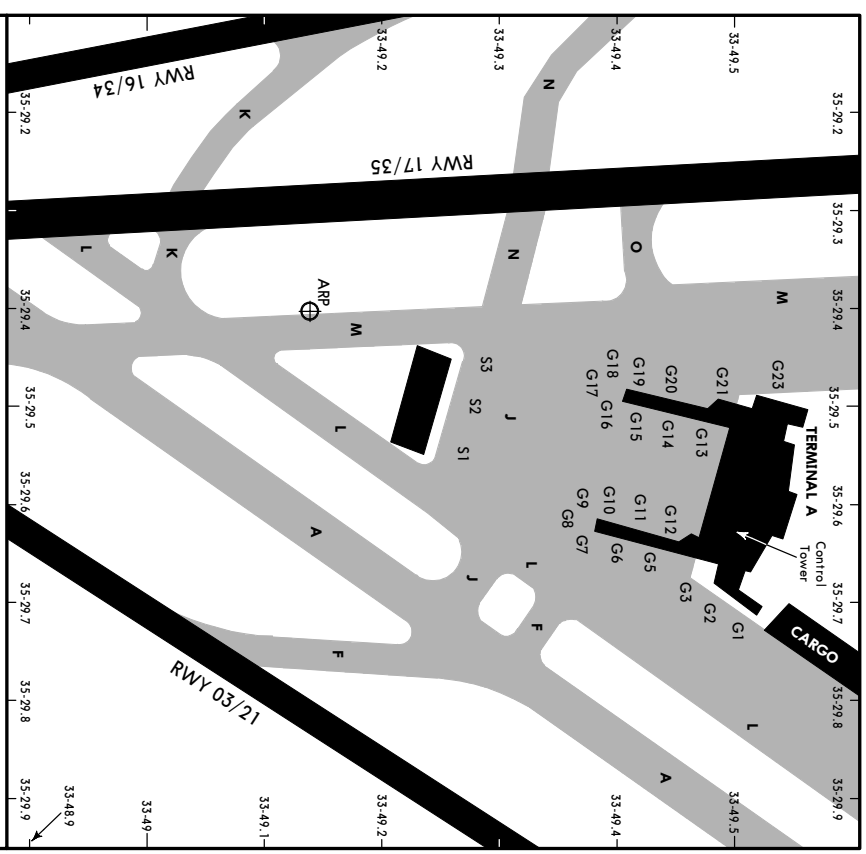 33-49.2
33-49.3
33-49.4
33-49.5
35-29.2
35-29.2
RWY 16/34
K
N
RWY 17/35
35-29.3
L
K
N
O
M
ARP
35-29.4
M
35-29.4
S3
S2
S1
J
G18
G19
G20
G21
G23
G17
G16
G15
G14
G13
35-29.5
35-29.5
TERMINAL A
L
G9
G10
G11
G12
G8
G7
G6
G5
35-29.6
35-29.6
A
Control
Tower
L
J
F
G3
G2
G1
35-29.7
35-29.7
CARGO
F
RWY 03/21
35-29.8
35-29.8
L
A
35-29.9
35-29.9
33-48.9
33-49
33-49.1
33-49.2
33-49.4
33-49.5